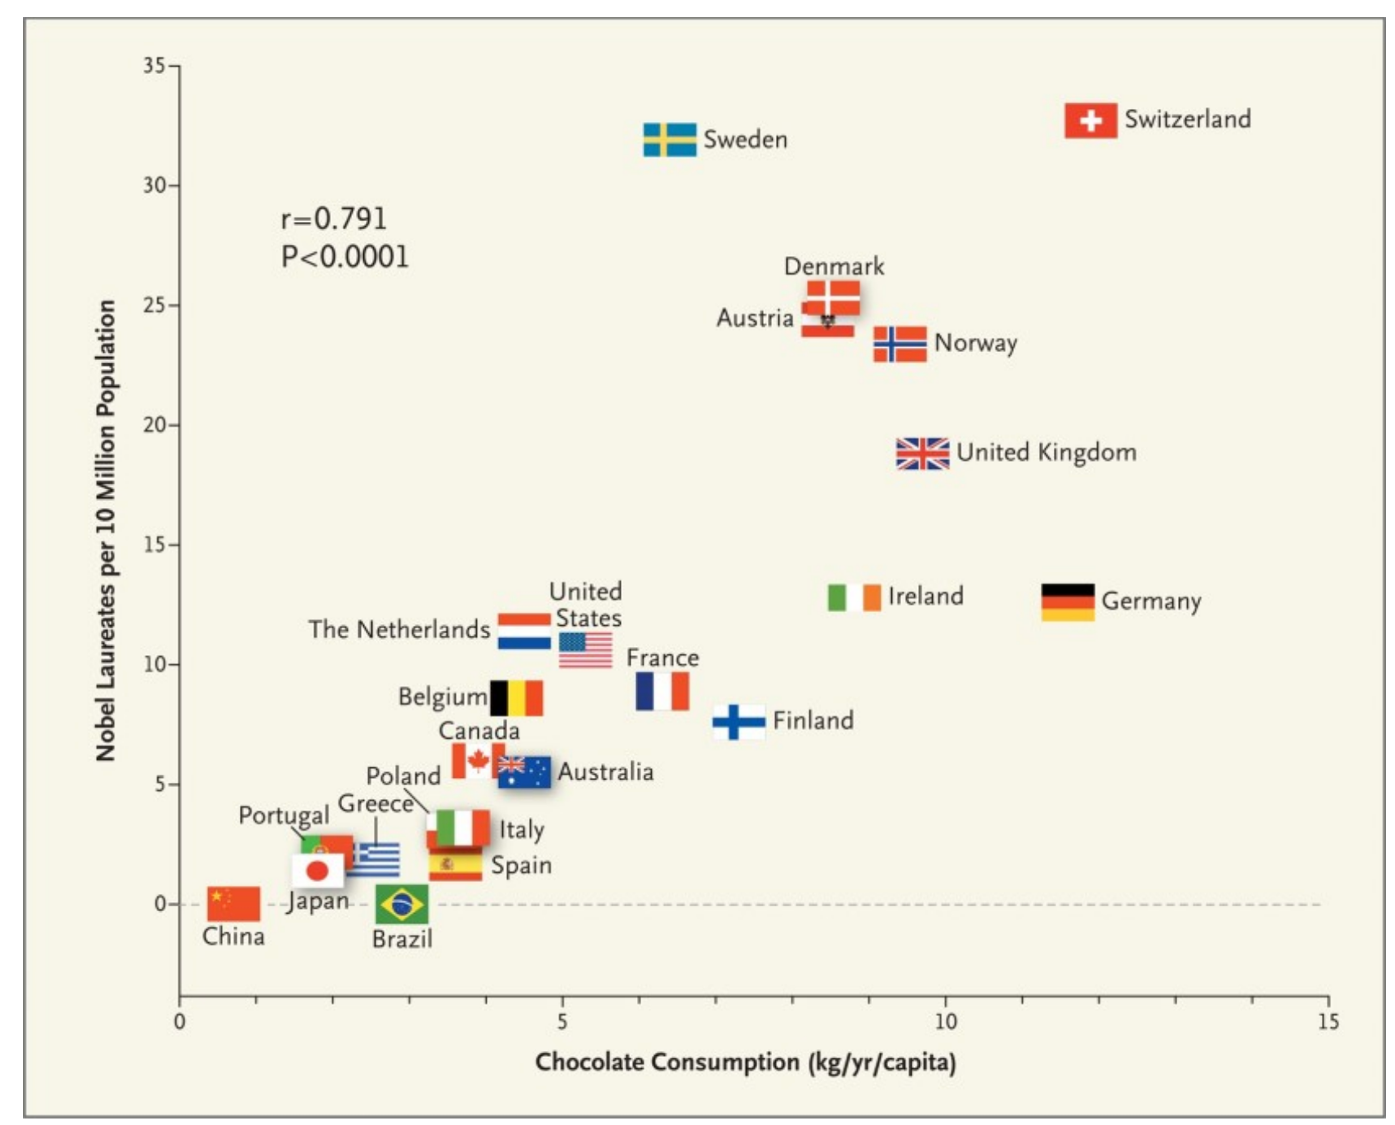 35
Switzerland
Sweden
30
r=0.791
P<0.0001
Denmark
25
Austria
Norway
20
United Kingdom
15
United
States
Ireland
Germany
The Netherlands
10
France
Belgium
Finland
Canada
Poland
Australia
5
Portugal
Greece
Italy
Spain
0
Japan
China
Brazil
Nobel Laureates per 10 Million Population
0
5
10
15
Chocolate Consumption (kg/yr/capita)